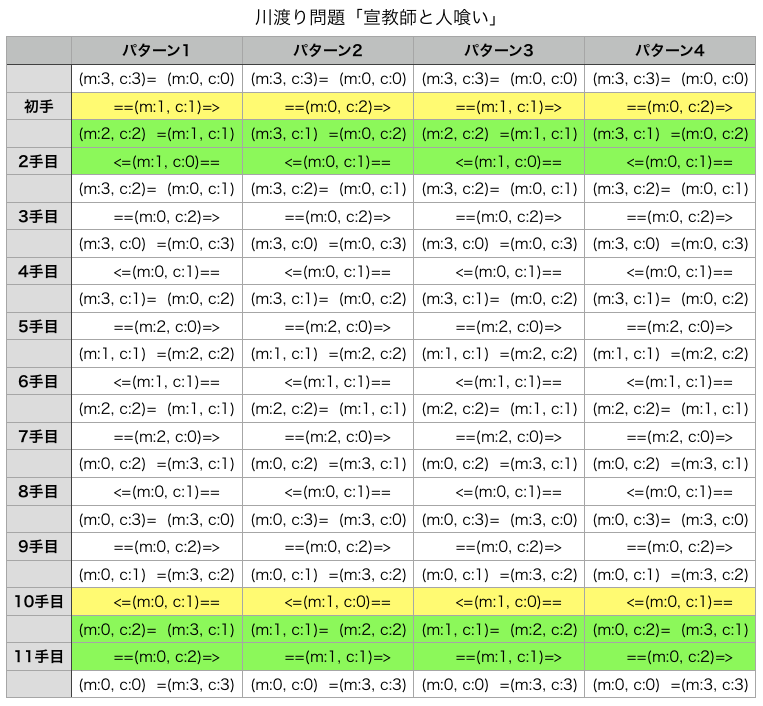 川渡り問題「宣教師と人喰い」
パターン1 パターン2 パターン3 パターン4
(m:3, c:3)= (m:0, c:0) (m:3, c:3)= (m:0, c:0) (m:3, c:3)= (m:0, c:0) (m:3, c:3)= (m:0, c:0)
初手 ==(m:1, c:1)=> ==(m:0, c:2)=> ==(m:1, c:1)=> ==(m:0, c:2)=>
(m:2, c:2) =(m:1, c:1) (m:3, c:1) =(m:0, c:2) (m:2, c:2) =(m:1, c:1) (m:3, c:1) =(m:0, c:2)
2手目 <=(m:1, c:0)== <=(m:0, c:1)== <=(m:1, c:0)== <=(m:0, c:1)==
(m:3, c:2)= (m:0, c:1) (m:3, c:2)= (m:0, c:1) (m:3, c:2)= (m:0, c:1) (m:3, c:2)= (m:0, c:1)
3手目 ==(m:0, c:2)=> ==(m:0, c:2)=> ==(m:0, c:2)=> ==(m:0, c:2)=>
(m:3, c:0) =(m:0, c:3) (m:3, c:0) =(m:0, c:3) (m:3, c:0) =(m:0, c:3) (m:3, c:0) =(m:0, c:3)
4手目 <=(m:0, c:1)== <=(m:0, c:1)== <=(m:0, c:1)== <=(m:0, c:1)==
(m:3, c:1)= (m:0, c:2) (m:3, c:1)= (m:0, c:2) (m:3, c:1)= (m:0, c:2) (m:3, c:1)= (m:0, c:2)
5手目 ==(m:2, c:0)=> ==(m:2, c:0)=> ==(m:2, c:0)=> ==(m:2, c:0)=>
(m:1, c:1) =(m:2, c:2) (m:1, c:1) =(m:2, c:2) (m:1, c:1) =(m:2, c:2) (m:1, c:1) =(m:2, c:2)
6手目 <=(m:1, c:1)== <=(m:1, c:1)== <=(m:1, c:1)== <=(m:1, c:1)==
(m:2, c:2)= (m:1, c:1) (m:2, c:2)= (m:1, c:1) (m:2, c:2)= (m:1, c:1) (m:2, c:2)= (m:1, c:1)
7手目 ==(m:2, c:0)=> ==(m:2, c:0)=> ==(m:2, c:0)=> ==(m:2, c:0)=>
(m:0, c:2) =(m:3, c:1) (m:0, c:2) =(m:3, c:1) (m:0, c:2) =(m:3, c:1) (m:0, c:2) =(m:3, c:1)
8手目 <=(m:0, c:1)== <=(m:0, c:1)== <=(m:0, c:1)== <=(m:0, c:1)==
(m:0, c:3)= (m:3, c:0) (m:0, c:3)= (m:3, c:0) (m:0, c:3)= (m:3, c:0) (m:0, c:3)= (m:3, c:0)
9手目 ==(m:0, c:2)=> ==(m:0, c:2)=> ==(m:0, c:2)=> ==(m:0, c:2)=>
(m:0, c:1) =(m:3, c:2) (m:0, c:1) =(m:3, c:2) (m:0, c:1) =(m:3, c:2) (m:0, c:1) =(m:3, c:2)
10手目 <=(m:0, c:1)== <=(m:1, c:0)== <=(m:1, c:0)== <=(m:0, c:1)==
(m:0, c:2)= (m:3, c:1) (m:1, c:1)= (m:2, c:2) (m:1, c:1)= (m:2, c:2) (m:0, c:2)= (m:3, c:1)
11手目 ==(m:0, c:2)=> ==(m:1, c:1)=> ==(m:1, c:1)=> ==(m:0, c:2)=>
(m:0, c:0) =(m:3, c:3) (m:0, c:0) =(m:3, c:3) (m:0, c:0) =(m:3, c:3) (m:0, c:0) =(m:3, c:3)